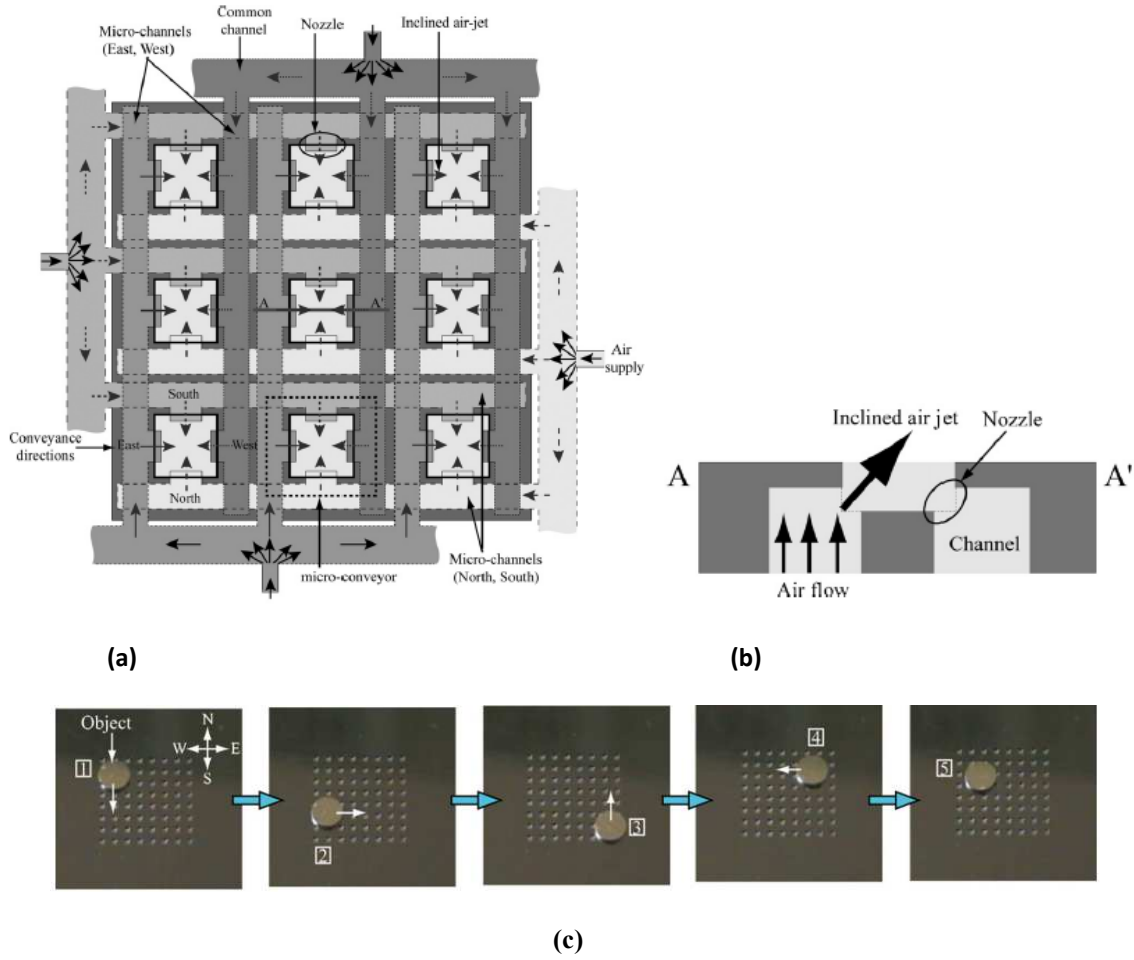 Micro-channels
(East, West)
Common
channel
Nozzle
Inclined air-jet
A
A'
Air
supply
South
Conveyance
directions
East
West
North
micro-conveyor
Micro-channels
(North, South)
Inclined air jet
Nozzle
A
A'
Channel
Air flow
(a)
(b)
Object
N
W
E
S
1
2
3
4
5
(c)